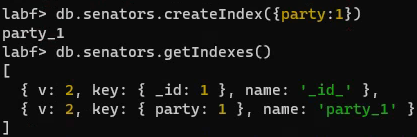 labf> db.senators.createIndex({party:1})
party_1
labf> db.senators.getIndexes()
[
  { v: 2, key: { _id: 1 }, name: '_id_' },
  { v: 2, key: { party: 1 }, name: 'party_1' }
]